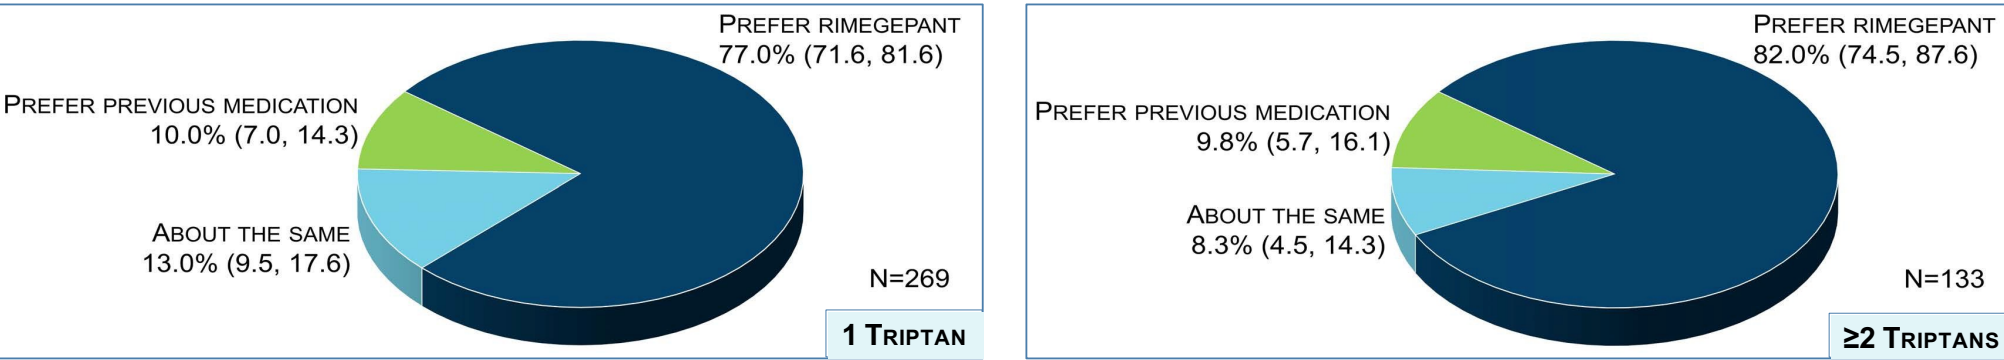 PREFER RIMEGEPANT
77.0% (71.6, 81.6)
PREFER PREVIOUS MEDICATION
10.0% (7.0, 14.3)
ABOUT THE SAME
13.0% (9.5, 17.6)
N=269
1 TRIPTAN
PREFER RIMEGEPANT
82.0% (74.5, 87.6)
PREFER PREVIOUS MEDICATION
9.8% (5.7, 16.1)
ABOUT THE SAME
8.3% (4.5, 14.3)
N=133
≥2 TRIPTANS